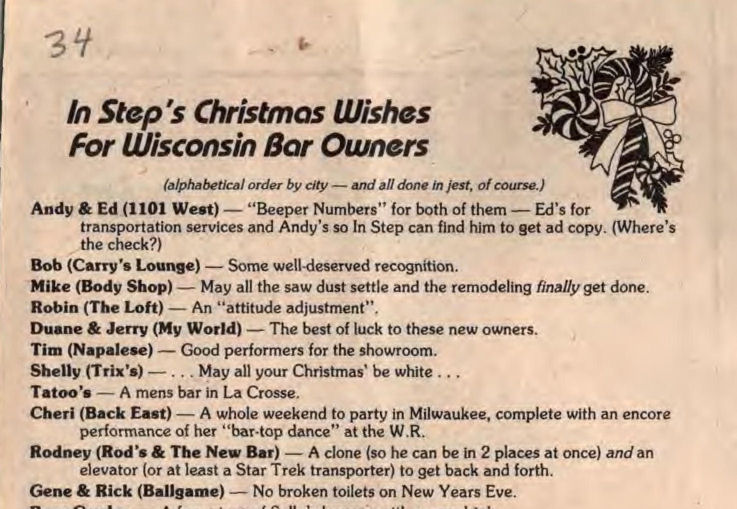 34
In Step's Christmas Wishes
For Wisconsin Bar Owners
(alphabetical order by city — and all done in jest, of course.)
Andy & Ed (1101 West) — "Beeper Numbers" for both of them — Ed's for
transportation services and Andy's so In Step can find him to get ad copy. (Where's
the check?)
Bob (Carry's Lounge) — Some well-deserved recognition.
Mike (Body Shop) — May all the saw dust settle and the remodeling finally get done.
Robin (The Loft) — An "attitude adjustment".
Duane & Jerry (My World) — The best of luck to these new owners.
Tim (Napalese) — Good performers for the showroom.
Shelly (Trix's) — . . . May all your Christmas' be white . . .
Tatoo's — A mens bar in La Crosse.
Cheri (Back East) — A whole weekend to party in Milwaukee, complete with an encore
performance of her "bar-top dance" at the W.R.
Rodney (Rod's & The New Bar) — A clone (so he can be in 2 places at once) and an
elevator (or at least a Star Trek transporter) to get back and forth.
Gene & Rick (Ballgame) — No broken toilets on New Years Eve.